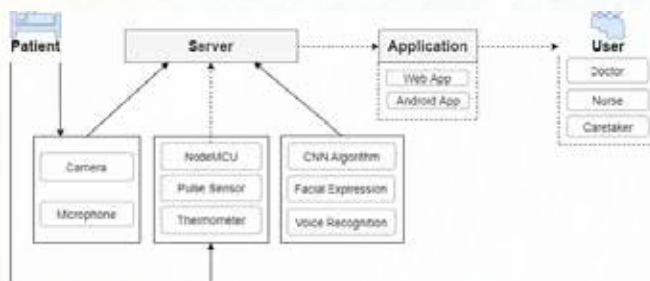 Patient
Server
Application
User
Web App
Android App
Doctor
Nurse
Caretaker
Camera
Microphone
NodeMCU
Pulse Sensor
Thermometer
CNN Algorithm
Facial Expression
Voice Recognition